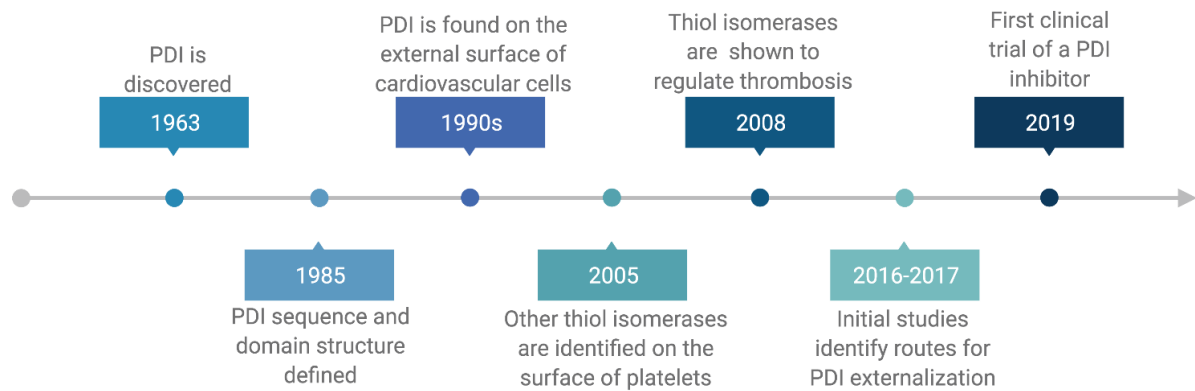 PDI is
discovered
1963
1985
PDI sequence and
domain structure
defined
PDI is found on the
external surface of
cardiovascular cells
1990s
2005
Other thiol isomerases
are identified on the
surface of platelets
Thiol isomerases
are shown to
regulate thrombosis
2008
2016-2017
Initial studies
identify routes for
PDI externalization
First clinical
trial of a PDI
inhibitor
2019